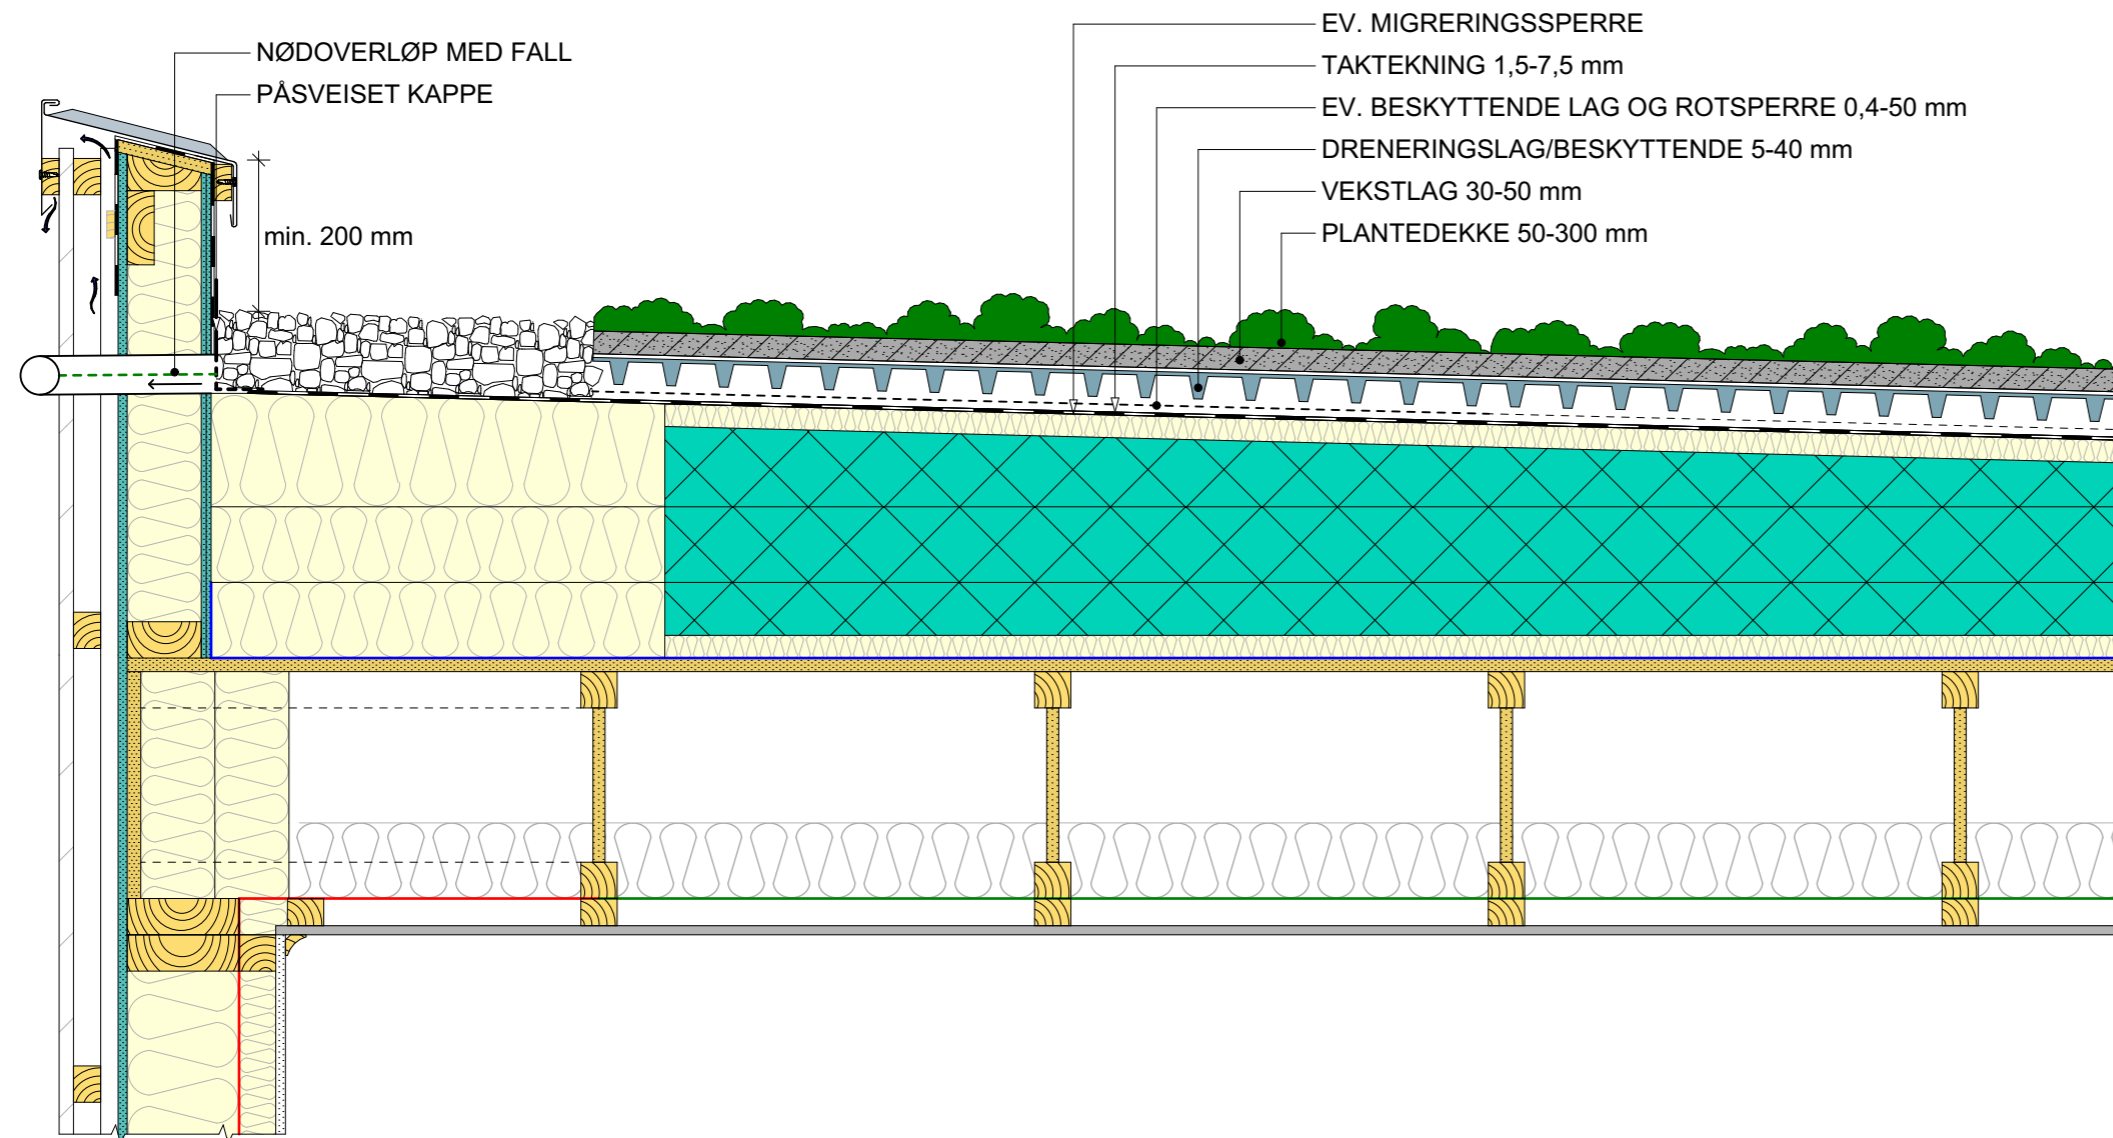 NØDOVERLØP MED FALL
PÅSVEISET KAPPE
min. 200 mm
EV. MIGRERINGSSPERRE
TAKTEKNING 1,5-7,5 mm
EV. BESKYTTENDE LAG OG ROTSPERRE 0,4-50 mm
DRENERINGSLAG/BESKYTTENDE 5-40 mm
VEKSTLAG 30-50 mm
PLANTEDEKKE 50-300 mm